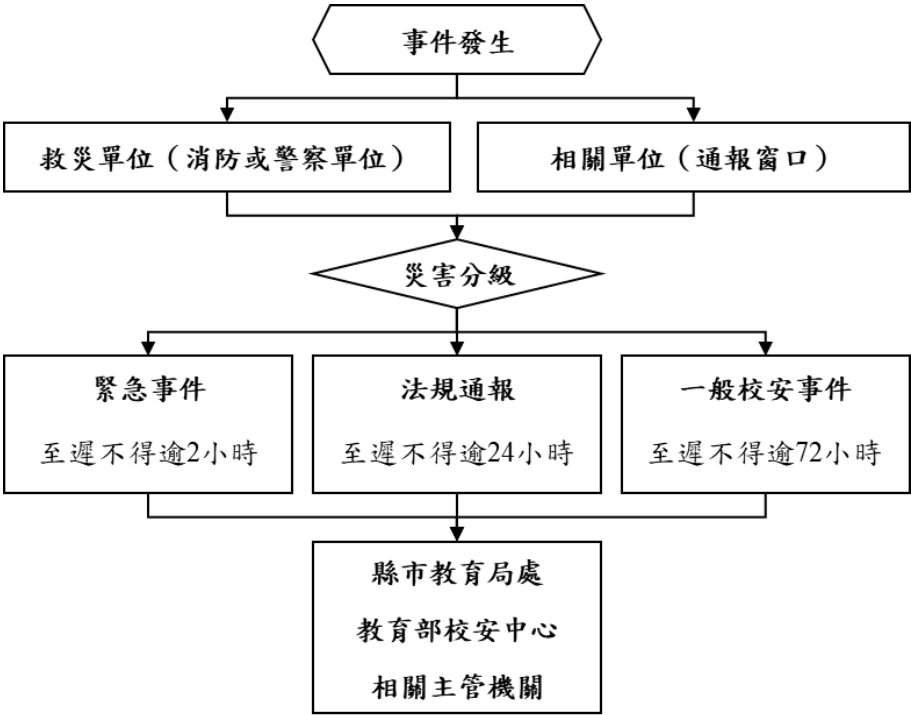 事件發生
救災單位（消防或警察單位）
相關單位（通報窗口）
災害分級
緊急事件
至遲不得逾2小時
法規通報
至遲不得逾24小時
一般校安事件
至遲不得逾72小時
縣市教育局處
教育部校安中心
相關主管機關